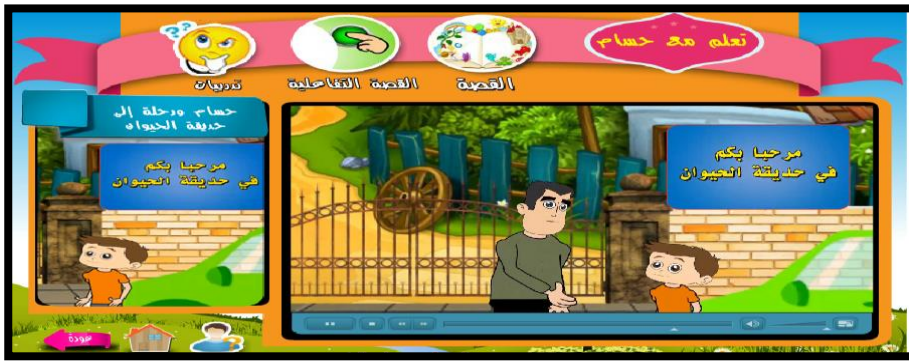 تعلم مع حسام
القصة
القصة التفاعلية
تدريبات
حسام ورحلة إلى
حديقة الحيوان
مرحبا بكم
في حديقة الحيوان
مرحبا بكم
في حديقة الحيوان
عودة